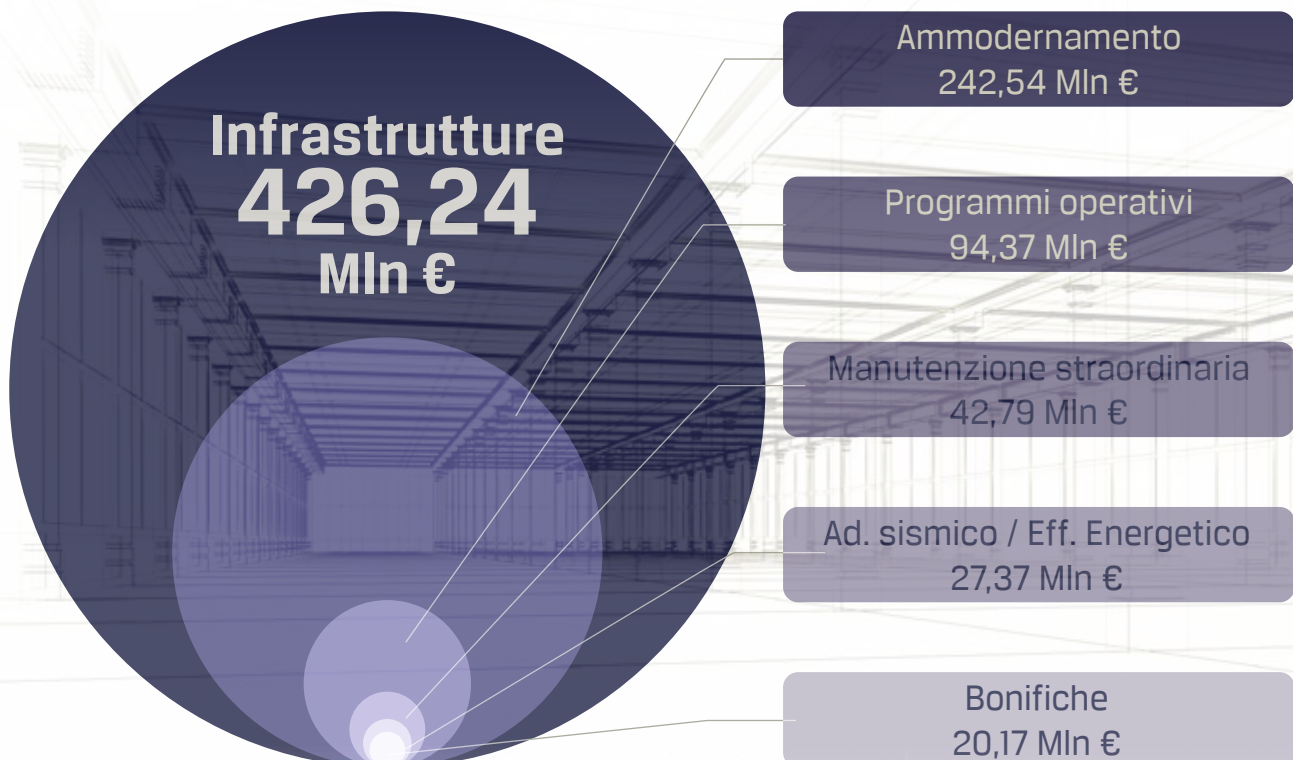 Infrastrutture
426,24
Mln €
Ammodernamento
242,54 Mln €
Programmi operativi
94,37 Mln €
Manutenzione straordinaria
42,79 Mln €
Ad. sismico / Eff. Energetico
27,37 Mln €
Bonifiche
20,17 Mln €